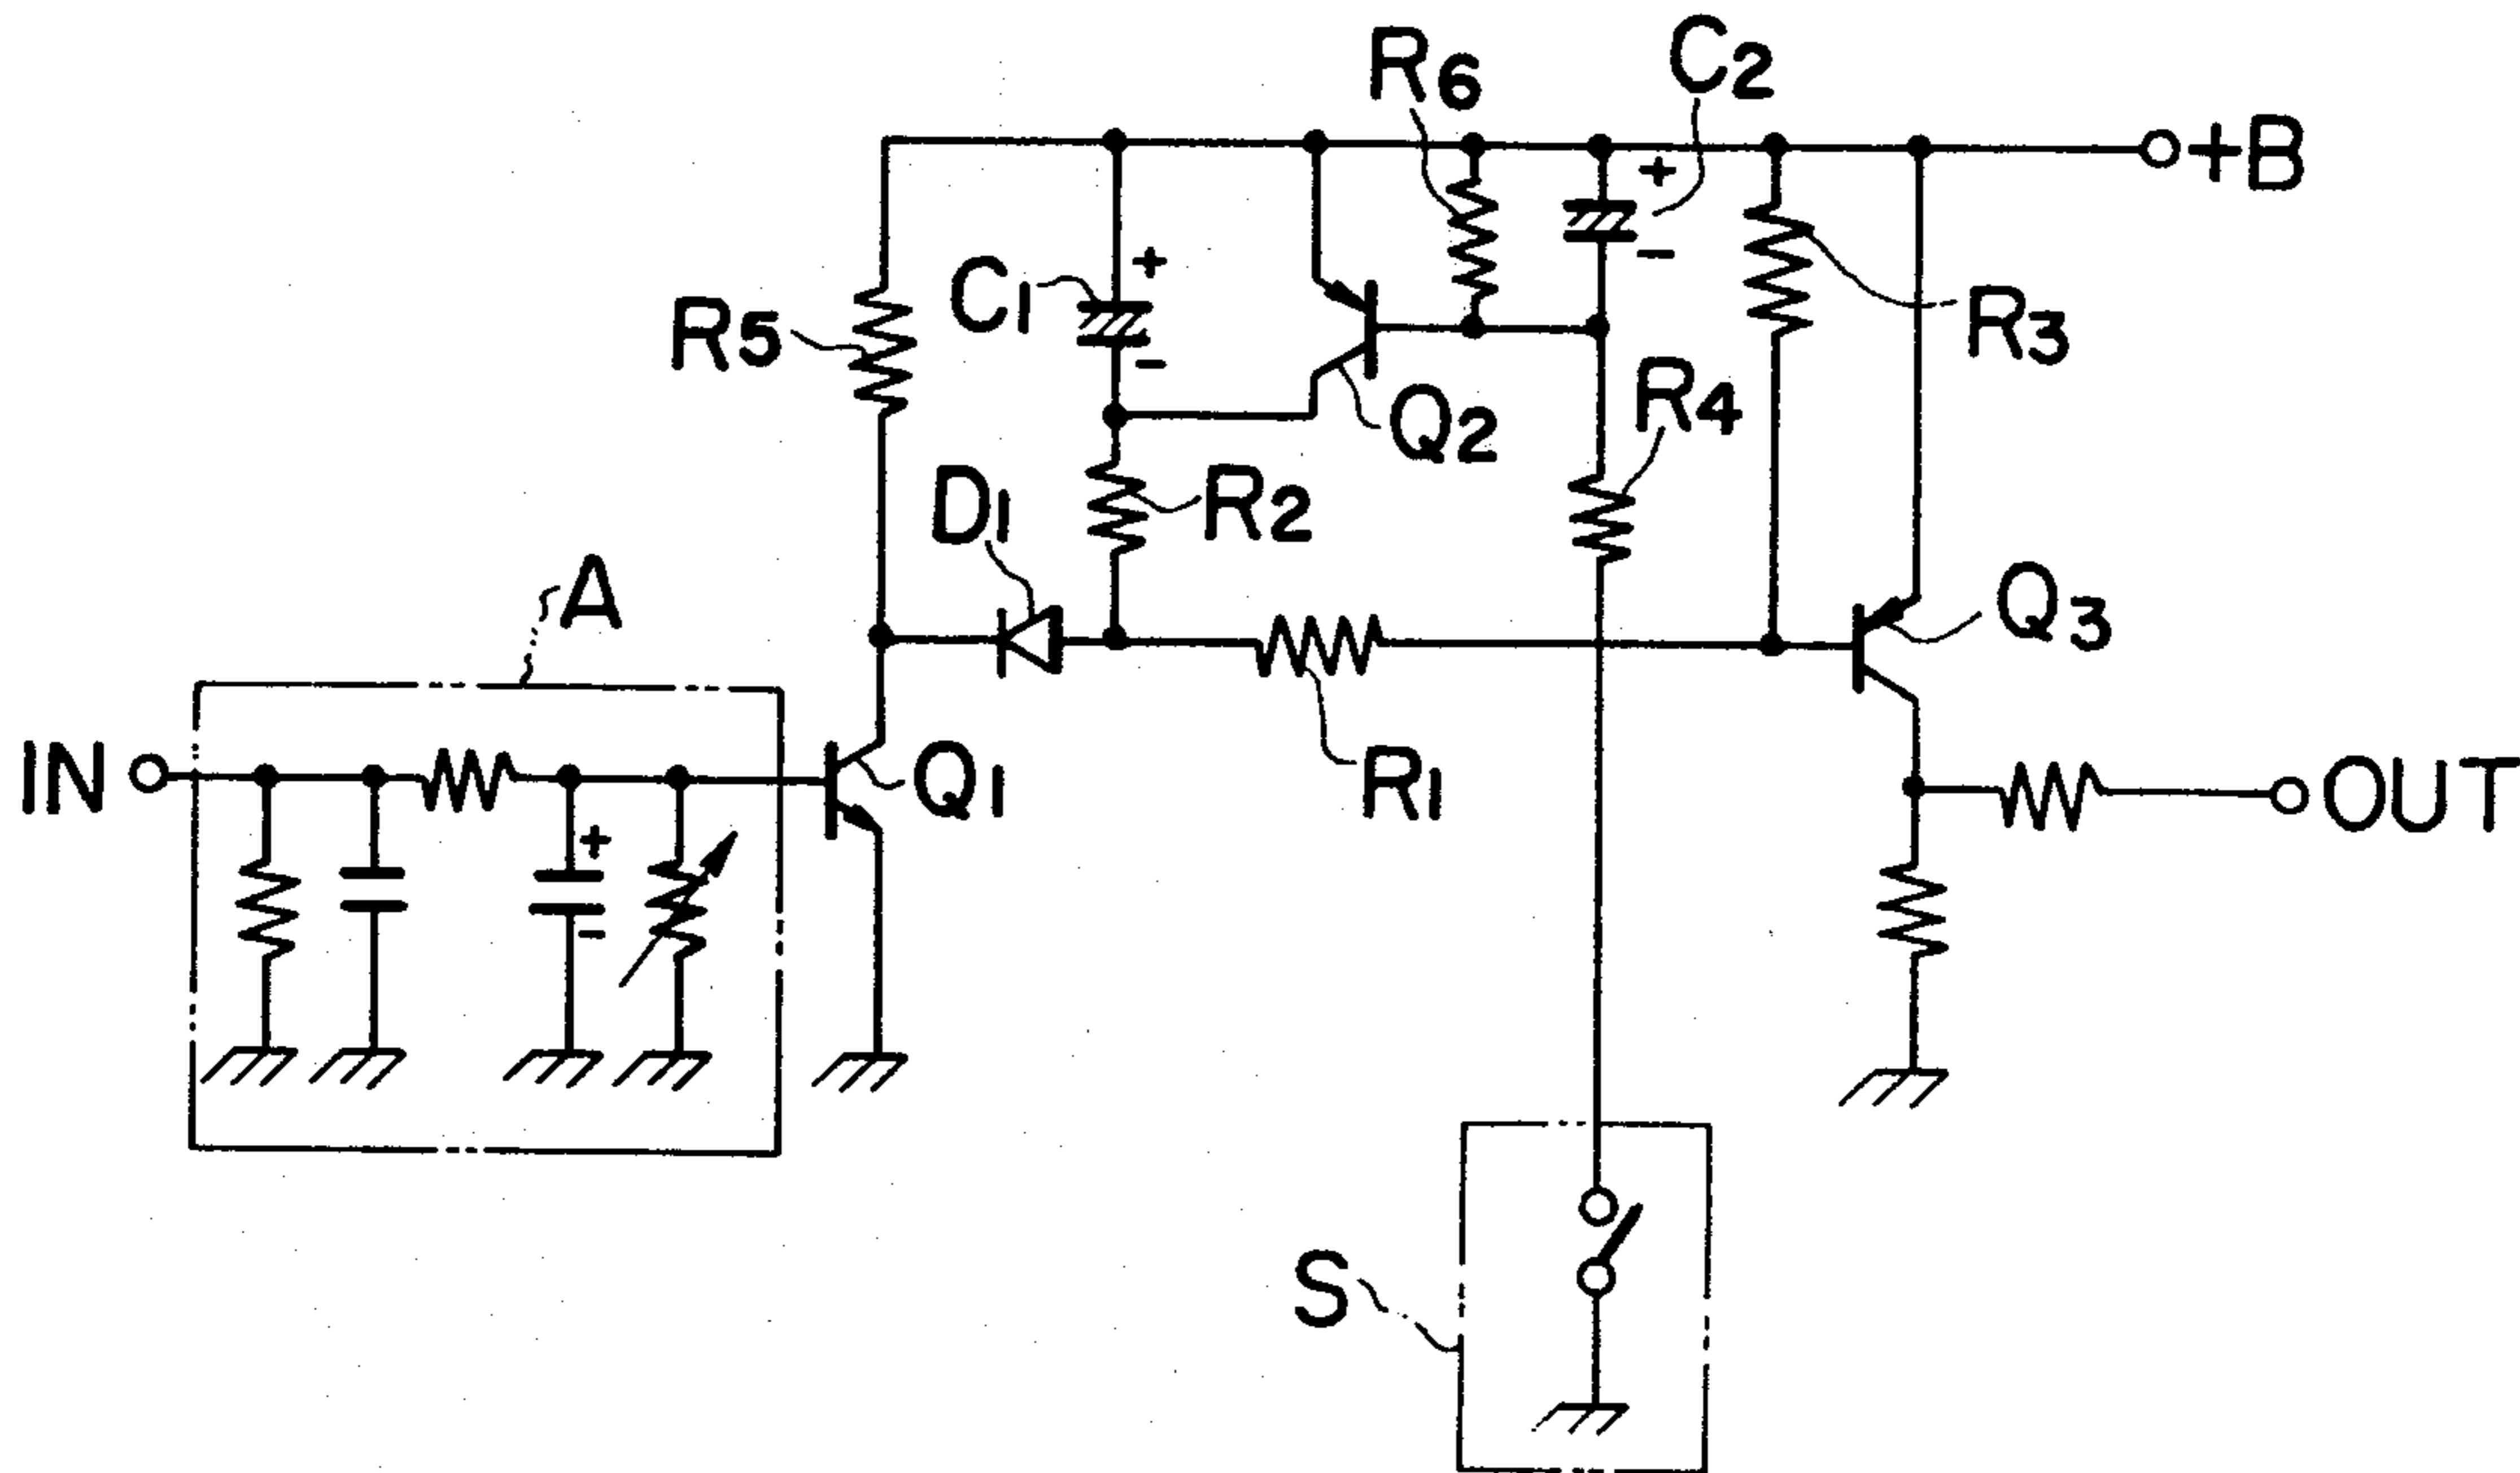 R6
C2
+B
+
-
C1
+
-
R5
R3
Q2
R4
D1
R2
A
Q3
IN
Q1
R1
OUT
+
-
S